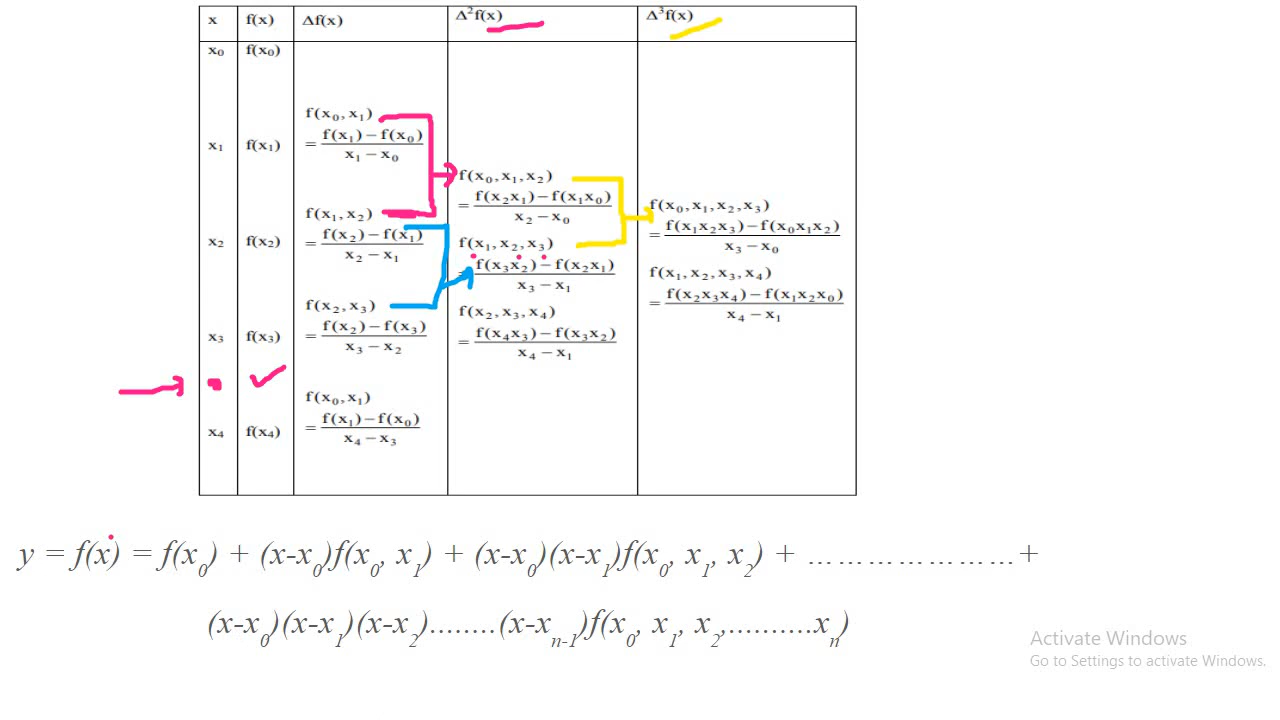 x f(x) Δf(x) Δ²f(x) Δ³f(x)
x₀ f(x₀)
f(x₀, x₁)
= f(x₁) − f(x₀) / x₁ − x₀
x₁ f(x₁)
f(x₁, x₂)
= f(x₂) − f(x₁) / x₂ − x₁
x₂ f(x₂)
f(x₂, x₃)
= f(x₂) − f(x₃) / x₃ − x₂
x₃ f(x₃)
f(x₀, x₁)
= f(x₁) − f(x₀) / x₄ − x₃
x₄ f(x₄)
f(x₀, x₁, x₂)
= f(x₂x₁) − f(x₁x₀) / x₂ − x₀
f(x₁, x₂, x₃)
= f(x₃x₂) − f(x₂x₁) / x₃ − x₁
f(x₂, x₃, x₄)
= f(x₄x₃) − f(x₃x₂) / x₄ − x₁
f(x₀, x₁, x₂, x₃)
= f(x₁x₂x₃) − f(x₀x₁x₂) / x₃ − x₀
f(x₁, x₂, x₃, x₄)
= f(x₂x₃x₄) − f(x₁x₂x₀) / x₄ − x₁
y = f(x) = f(x₀) + (x-x₀)f(x₀, x₁) + (x-x₀)(x-x₁)f(x₀, x₁, x₂) + ………………… +
(x-x₀)(x-x₁)(x-x₂)........(x-xₙ₋₁)f(x₀, x₁, x₂,..........xₙ)
Activate Windows
Go to Settings to activate Windows.